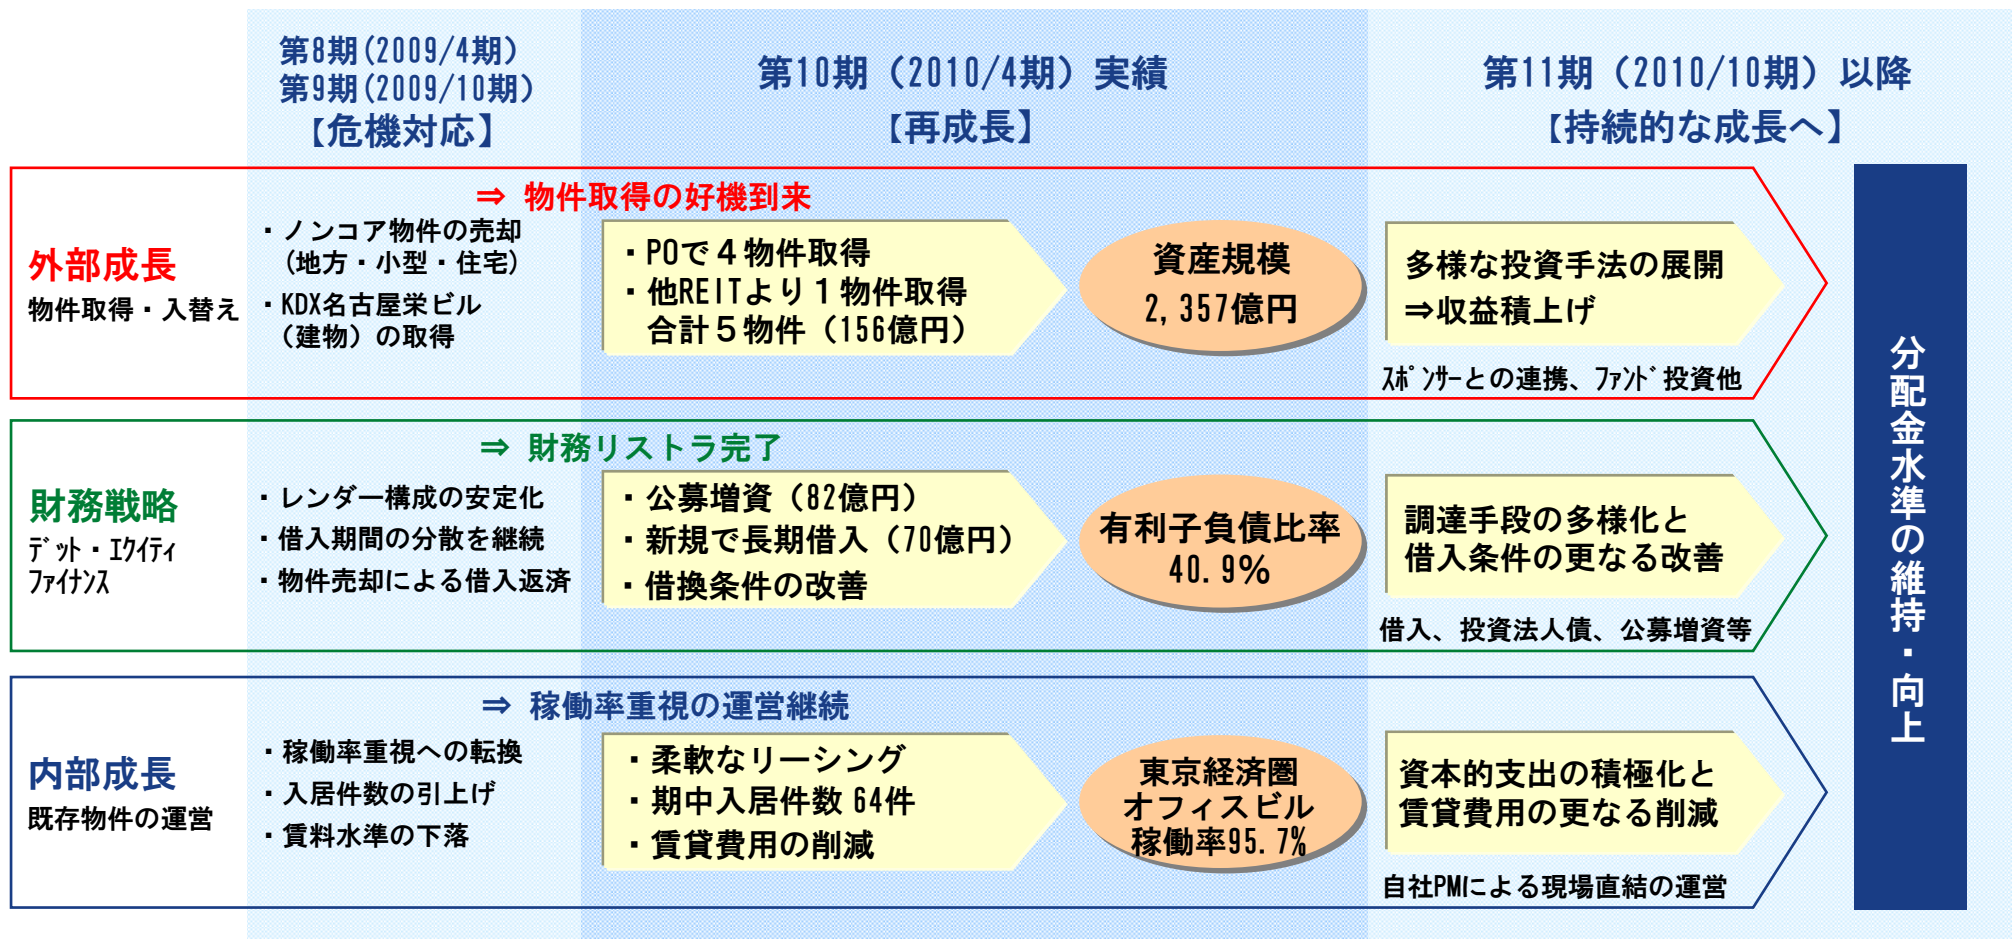 第8期(2009/4期)
第9期(2009/10期)
【危機対応】
第10期（2010/4期）実績
【再成長】
第11期（2010/10期）以降
【持続的な成長へ】
⇒ 物件取得の好機到来
外部成長
物件取得・入替え
・ノンコア物件の売却
(地方・小型・住宅)
・KDX名古屋栄ビル
（建物）の取得
・POで４物件取得
・他REITより１物件取得
合計５物件（156億円）
資産規模
2,357億円
多様な投資手法の展開
⇒収益積上げ
ｽﾎﾟﾝｻｰとの連携、ﾌｧﾝﾄﾞ投資他
⇒ 財務リストラ完了
財務戦略
ﾃﾞｯﾄ・ｴｸｲﾃｨ
ﾌｧｲﾅﾝｽ
・レンダー構成の安定化
・借入期間の分散を継続
・物件売却による借入返済
・公募増資（82億円）
・新規で長期借入（70億円）
・借換条件の改善
有利子負債比率
40.9％
調達手段の多様化と
借入条件の更なる改善
借入、投資法人債、公募増資等
⇒ 稼働率重視の運営継続
内部成長
既存物件の運営
・稼働率重視への転換
・入居件数の引上げ
・賃料水準の下落
・柔軟なリーシング
・期中入居件数 64件
・賃貸費用の削減
東京経済圏
オフィスビル
稼働率95.7%
資本的支出の積極化と
賃貸費用の更なる削減
自社PMによる現場直結の運営
分配金水準の維持・向上